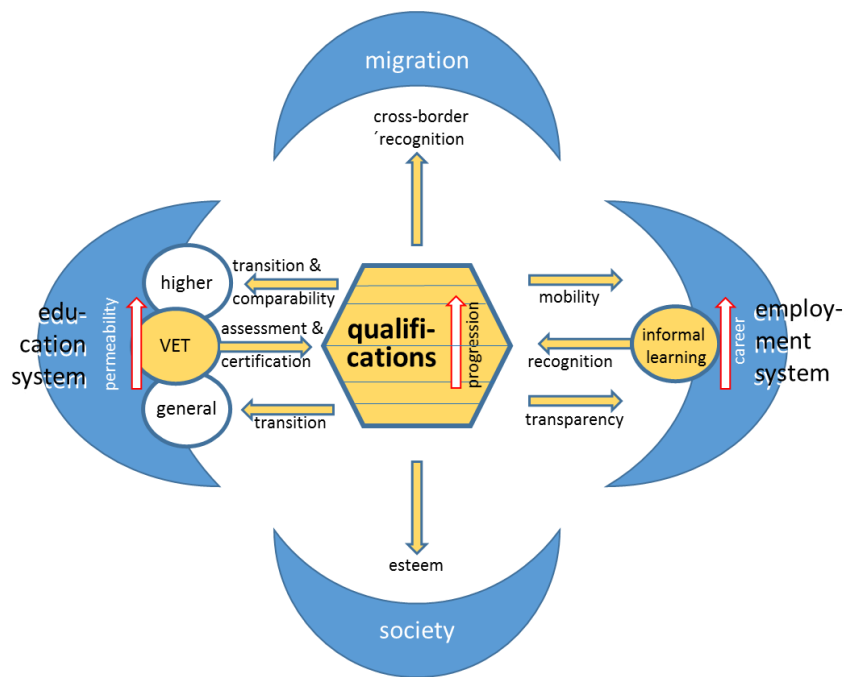 migration
cross-border
´recognition
higher
transition &
comparability
mobility
edu-
cation
system
permeability
VET
assessment &
certification
qualifi-
cations
progression
recognition
informal
learning
career
employ-
ment
system
general
transition
transparency
esteem
society